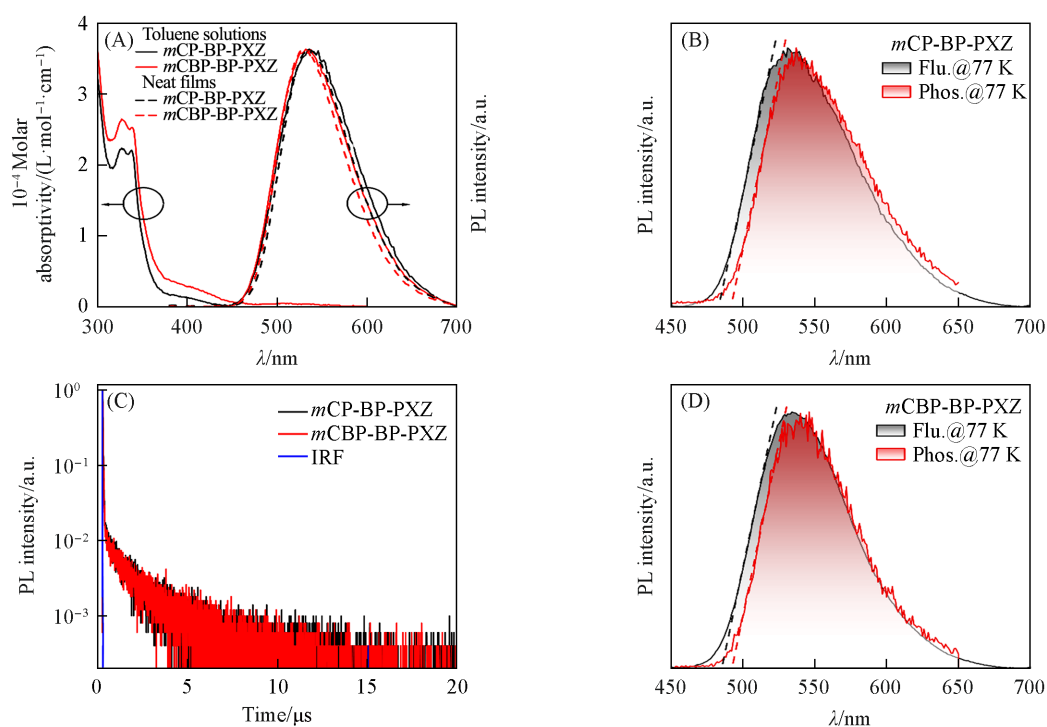 (A)
Toluene solutions
mCP-BP-PXZ
mCBP-BP-PXZ
Neat films
mCP-BP-PXZ
mCBP-BP-PXZ
10⁻⁴ Molar
absorptivity/(L·mol⁻¹·cm⁻¹)
4
3
2
1
0
300 400 500 600 700
λ/nm
PL intensity/a.u.
(B)
mCP-BP-PXZ
Flu.@77 K
Phos.@77 K
PL intensity/a.u.
450 500 550 600 650 700
λ/nm
(C)
mCP-BP-PXZ
mCBP-BP-PXZ
IRF
PL intensity/a.u.
10⁰
10⁻¹
10⁻²
10⁻³
0 5 10 15 20
Time/μs
(D)
mCBP-BP-PXZ
Flu.@77 K
Phos.@77 K
PL intensity/a.u.
450 500 550 600 650 700
λ/nm